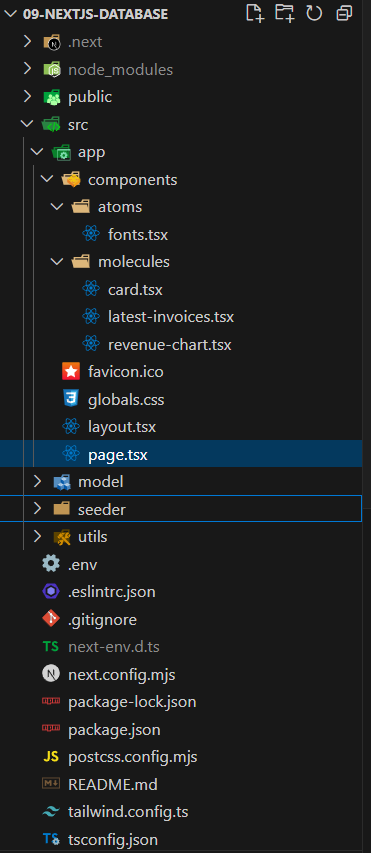 09-NEXTJS-DATABASE
.next
node_modules
public
src
app
components
atoms
fonts.tsx
molecules
card.tsx
latest-invoices.tsx
revenue-chart.tsx
favicon.ico
globals.css
layout.tsx
page.tsx
model
seeder
utils
.env
.eslintrc.json
.gitignore
TS next-env.d.ts
next.config.mjs
package-lock.json
package.json
JS postcss.config.mjs
README.md
tailwind.config.ts
tsconfig.json